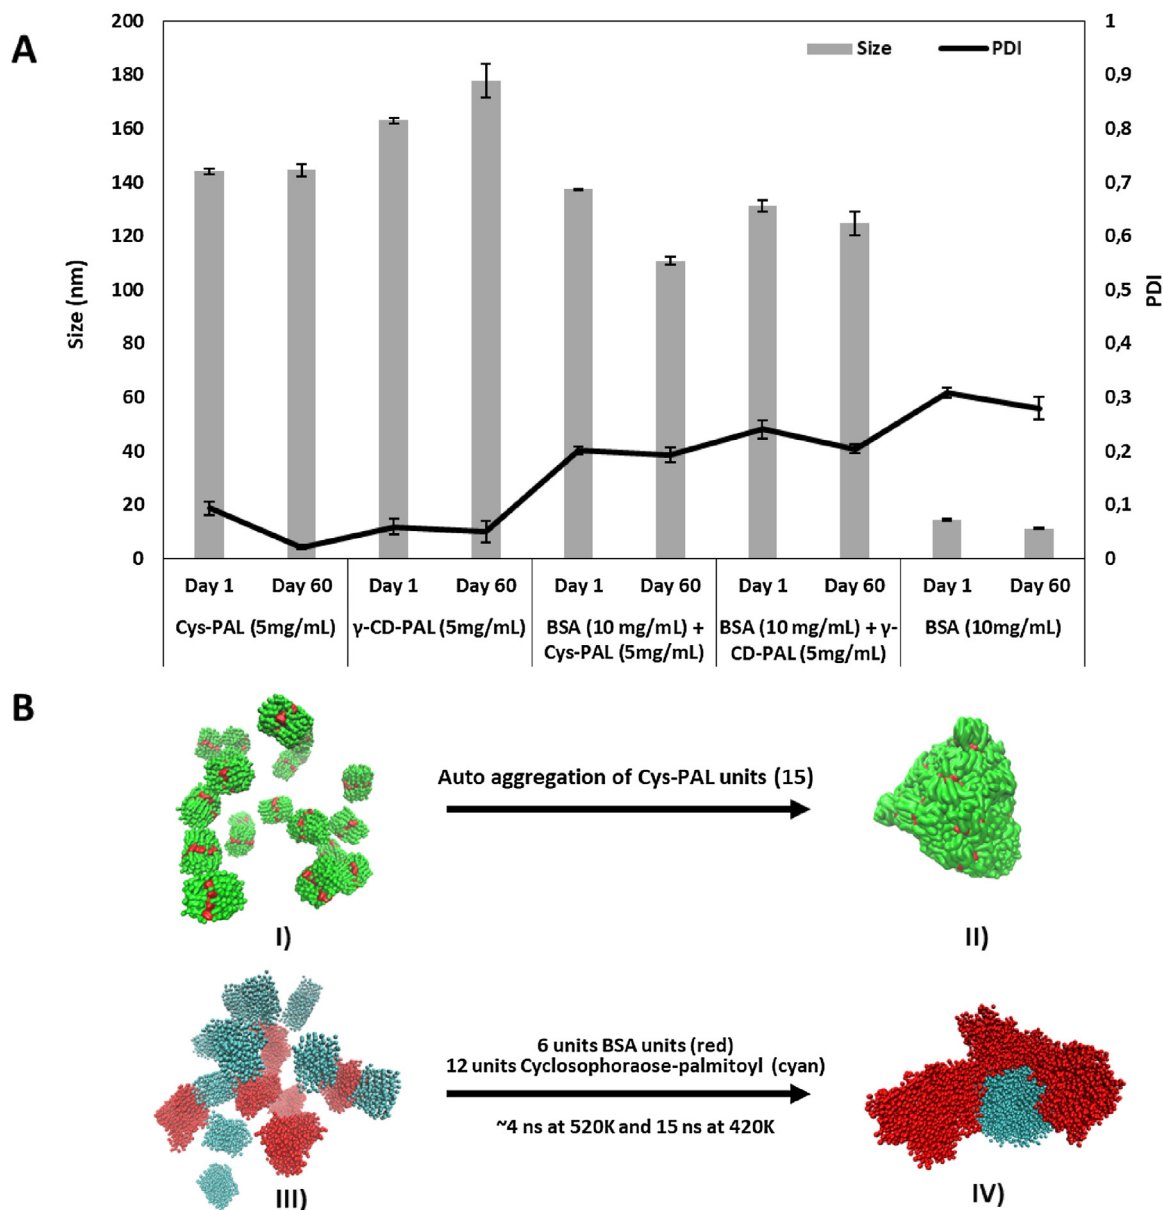 A
200
180
160
140
120
100
80
60
40
20
0
Size (nm)
Size
PDI
1
0,9
0,8
0,7
0,6
0,5
0,4
0,3
0,2
0,1
0
PDI
Day 1 Day 60 Day 1 Day 60 Day 1 Day 60 Day 1 Day 60 Day 1 Day 60
Cys-PAL (5mg/mL)
γ-CD-PAL (5mg/mL)
BSA (10 mg/mL) +
Cys-PAL (5mg/mL)
BSA (10 mg/mL) + γ-
CD-PAL (5mg/mL)
BSA (10mg/mL)
B
Auto aggregation of Cys-PAL units (15)
I)
II)
6 units BSA units (red)
12 units Cyclosophoraose-palmitoyl (cyan)
~4 ns at 520K and 15 ns at 420K
III)
IV)